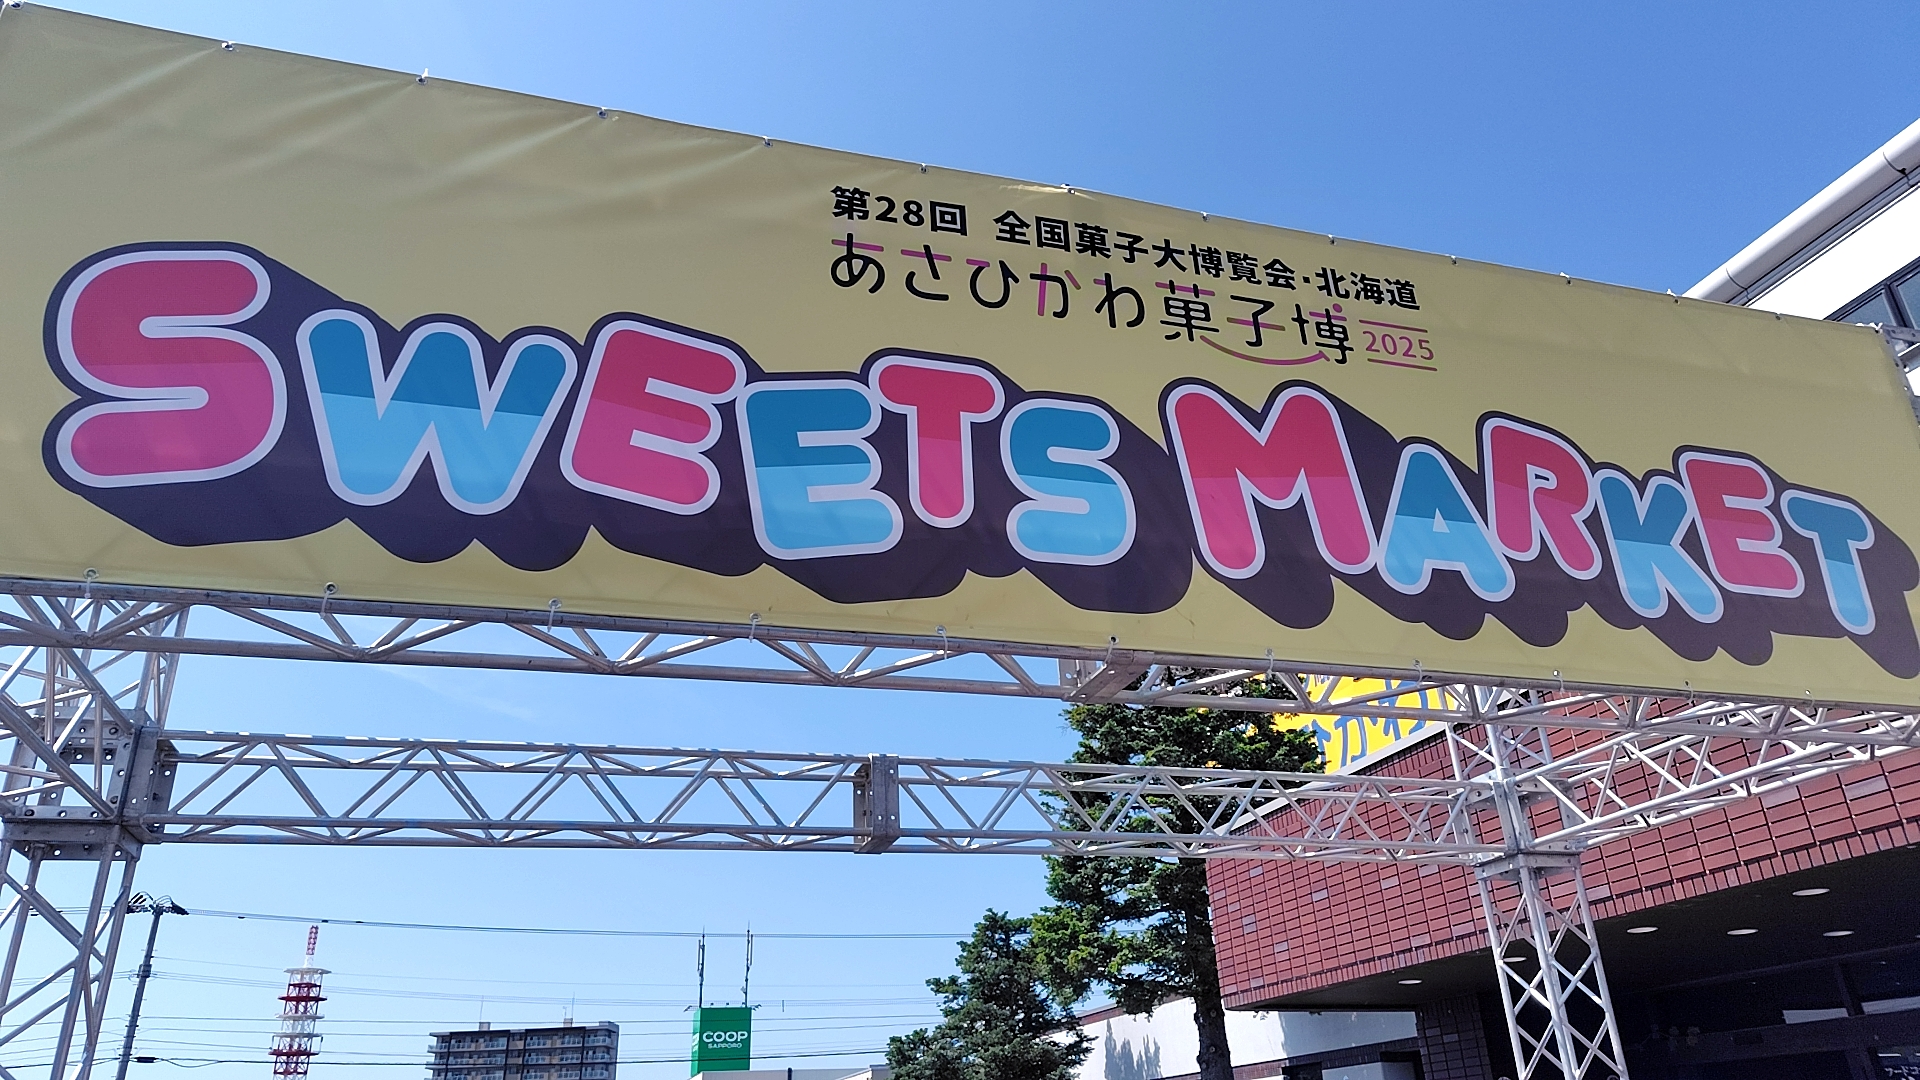 第28回 全国菓子大博覧会・北海道
あさひかわ菓子博 2025
SWEETS MARKET
COOP
SAPPORO